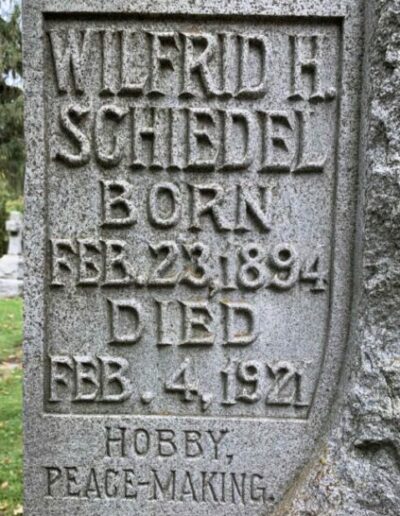 WILFRID H.
SCHIEDEL
BORN
FEB. 23, 1894
DIED
FEB. 4, 1921
HOBBY,
PEACE-MAKING.